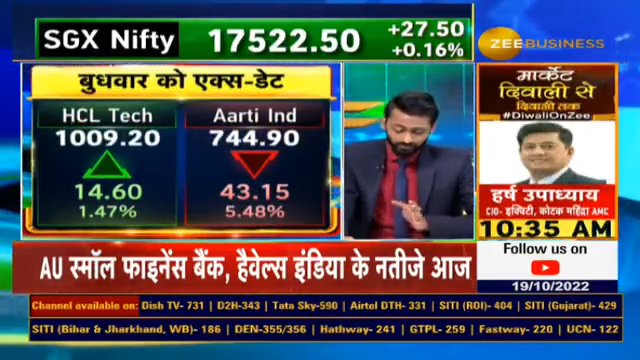 SGX Nifty 17522.50 +27.50
+0.16%
ZEE BUSINESS
बुधवार को एक्स-डेट
HCL Tech
1009.20
14.60
1.47%
Aarti Ind
744.90
43.15
5.48%
मार्केट
दिवाली से
दिवाली तक
#DiwaliOnZee
हर्ष उपाध्याय
CIO- इक्विटी, कोटक महिंद्रा AMC
10:35 AM
Follow us on
19/10/2022
AU स्मॉल फाइनेंस बैंक, हैवेल्स इंडिया के नतीजे आज
Channel available on: Dish TV- 731 | D2H-343 | Tata Sky-590 | Airtel DTH- 331 | SITI (ROI)- 404 | SITI (Gujarat)- 429
SITI (Bihar & Jharkhand, WB)- 186 | DEN-355/356 | Hathway- 241 | GTPL- 259 | Fastway- 220 | UCN- 122